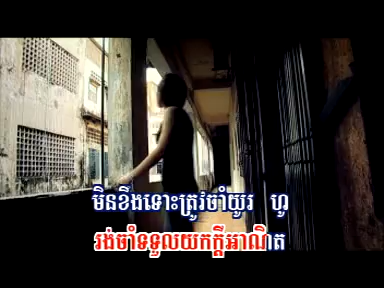 មិនខឹងទោះត្រូវចាំយូរ ហូ
រង់ចាំទទួលយកក្ដីអាណិត